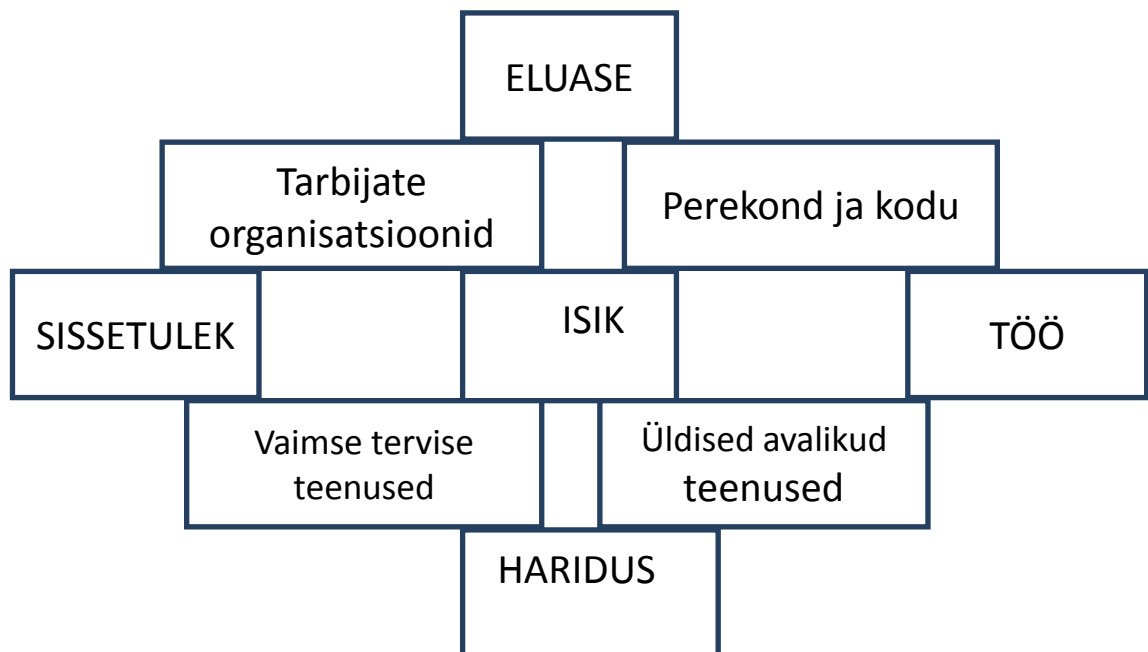 ELUASE
Tarbijate
organisatsioonid
Perekond ja kodu
SISSETULEK
ISIK
TÖÖ
Vaimse tervise
teenused
Üldised avalikud
teenused
HARIDUS